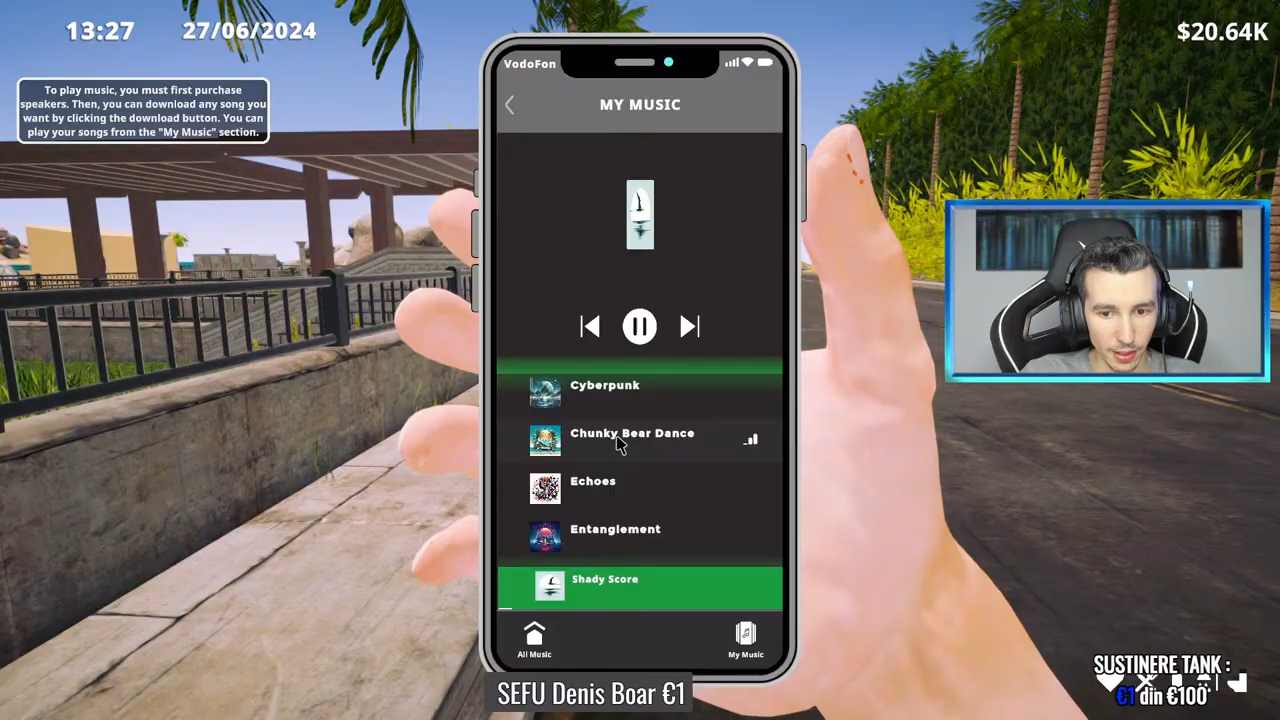 13:27 27/06/2024
$20.64K
To play music, you must first purchase
speakers. Then, you can download any song you
want by clicking the download button. You can
play your songs from the "My Music" section.
VodoFon
MY MUSIC
Cyberpunk
Chunky Bear Dance
Echoes
Entanglement
Shady Score
All Music
My Music
SEFU Denis Boar €1
SUSTINERE TANK :
€1 din €100